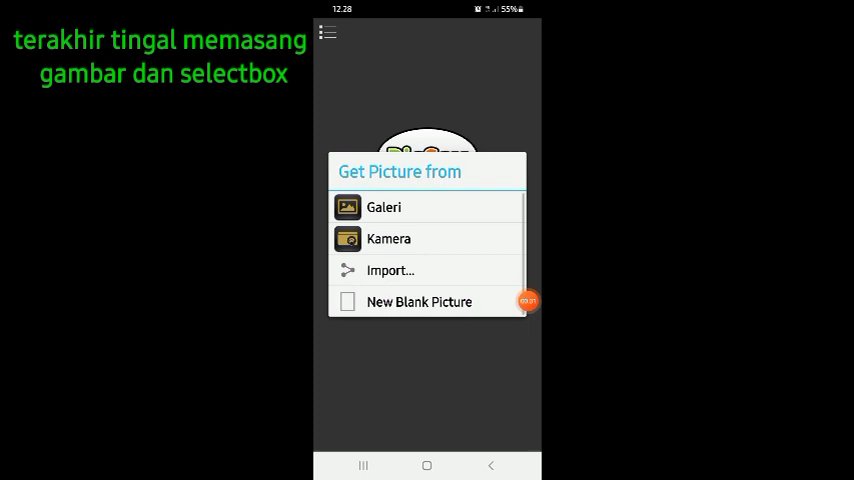 terakhir tingal memasang
gambar dan selectbox
12.28
55%
Get Picture from
Galeri
Kamera
Import...
New Blank Picture